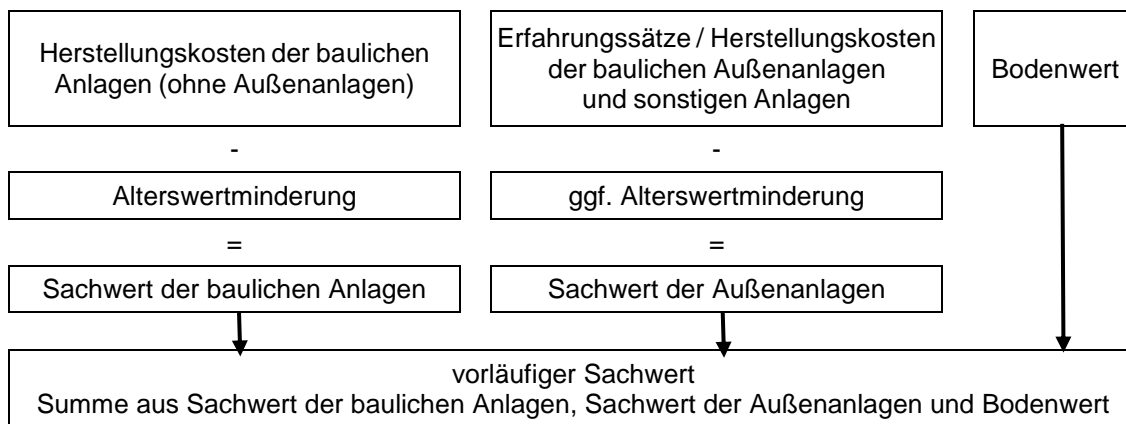 Herstellungskosten der baulichen
Anlagen (ohne Außenanlagen)
-
Alterswertminderung
=
Sachwert der baulichen Anlagen
Erfahrungssätze / Herstellungskosten
der baulichen Außenanlagen
und sonstigen Anlagen
-
ggf. Alterswertminderung
=
Sachwert der Außenanlagen
Bodenwert
vorläufiger Sachwert
Summe aus Sachwert der baulichen Anlagen, Sachwert der Außenanlagen und Bodenwert